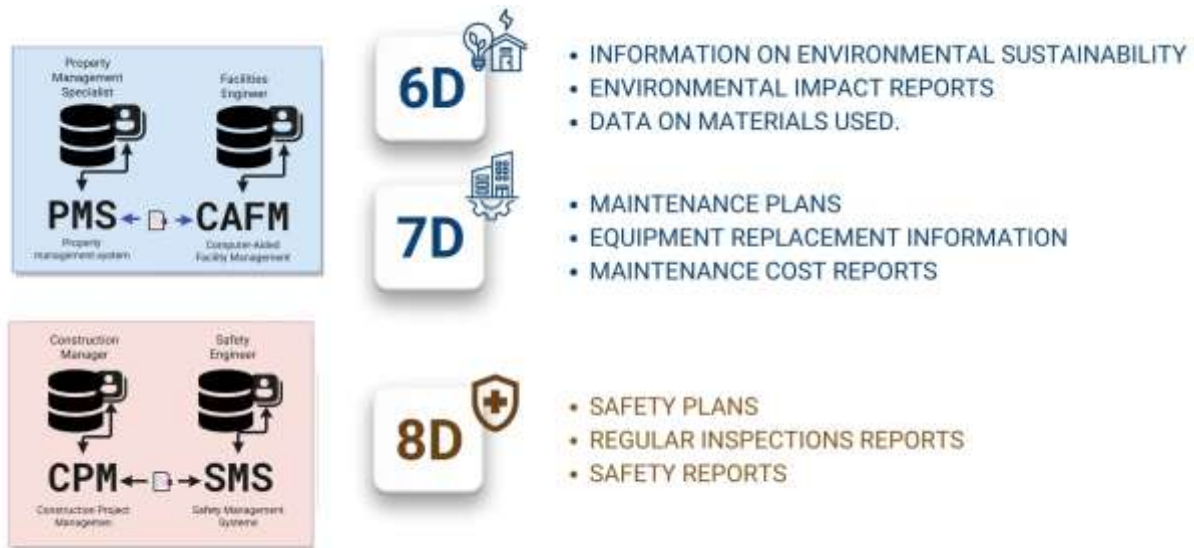 Property
Management
Specialist
Facilities
Engineer
PMS
CAFM
Property
management system
Computer-Aided
Facility Management
6D
• INFORMATION ON ENVIRONMENTAL SUSTAINABILITY
• ENVIRONMENTAL IMPACT REPORTS
• DATA ON MATERIALS USED.
7D
• MAINTENANCE PLANS
• EQUIPMENT REPLACEMENT INFORMATION
• MAINTENANCE COST REPORTS
Construction
Manager
Safety
Engineer
CPM
SMS
Construction Project
Managemen.
Safety Management
Systeme
8D
• SAFETY PLANS
• REGULAR INSPECTIONS REPORTS
• SAFETY REPORTS